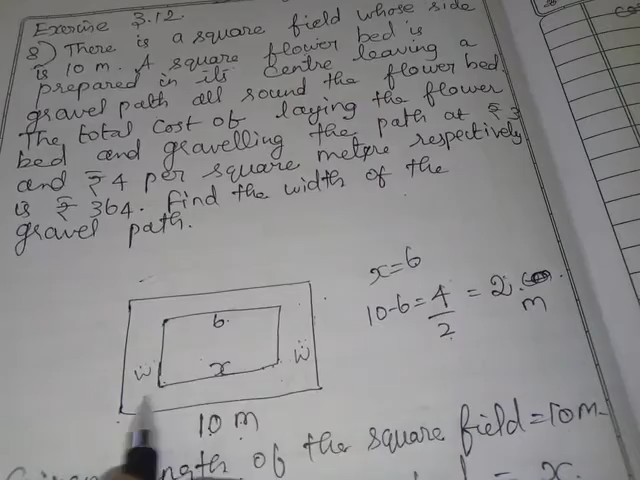 Exercise 3.12.
8) There is a square field whose side
is 10 m. A square flower bed is
prepared in its centre leaving a
gravel path all round the flower bed.
The total cost of laying the flower
bed and gravelling the path at ₹ 3
and ₹ 4 per square metre respectively
is ₹ 364. Find the width of the
gravel path.
x=6
10-6 = 4/2 = 2 m
6
w x w
10 m
length of the square field = 10m.
= x.